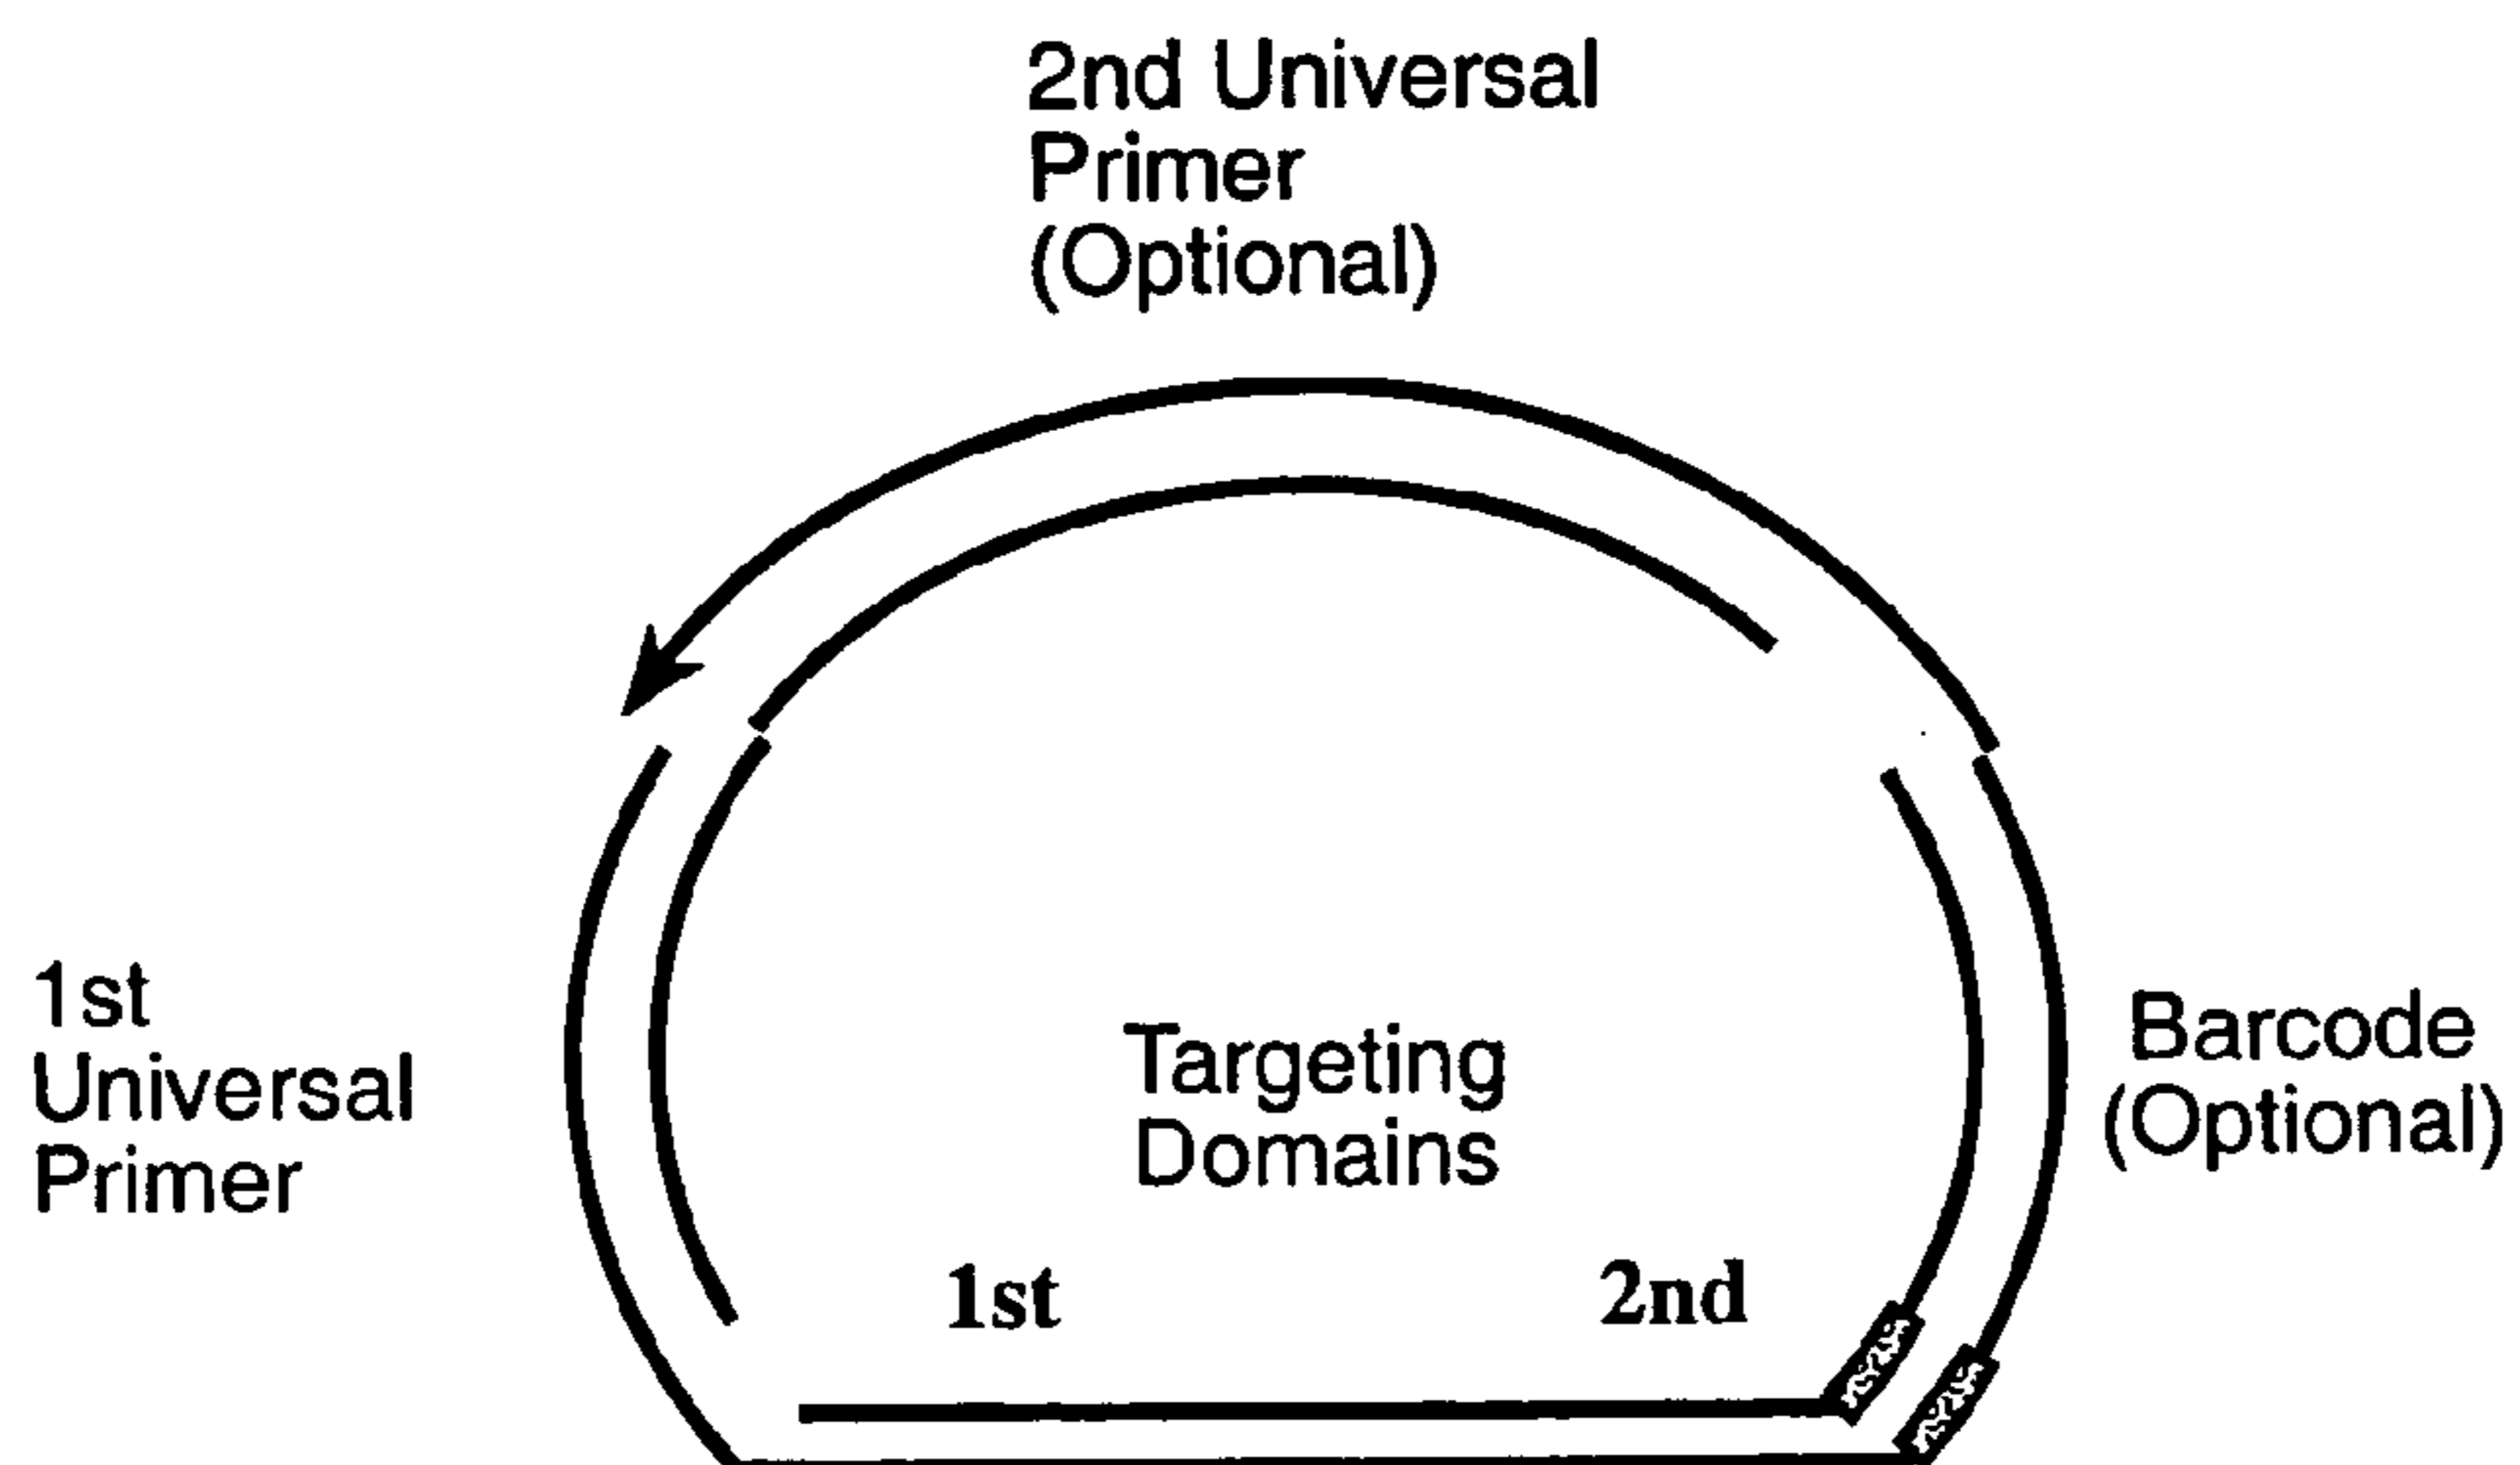 2nd Universal
Primer
(Optional)
1st
Universal
Primer
Targeting
Domains
Barcode
(Optional)
1st
2nd